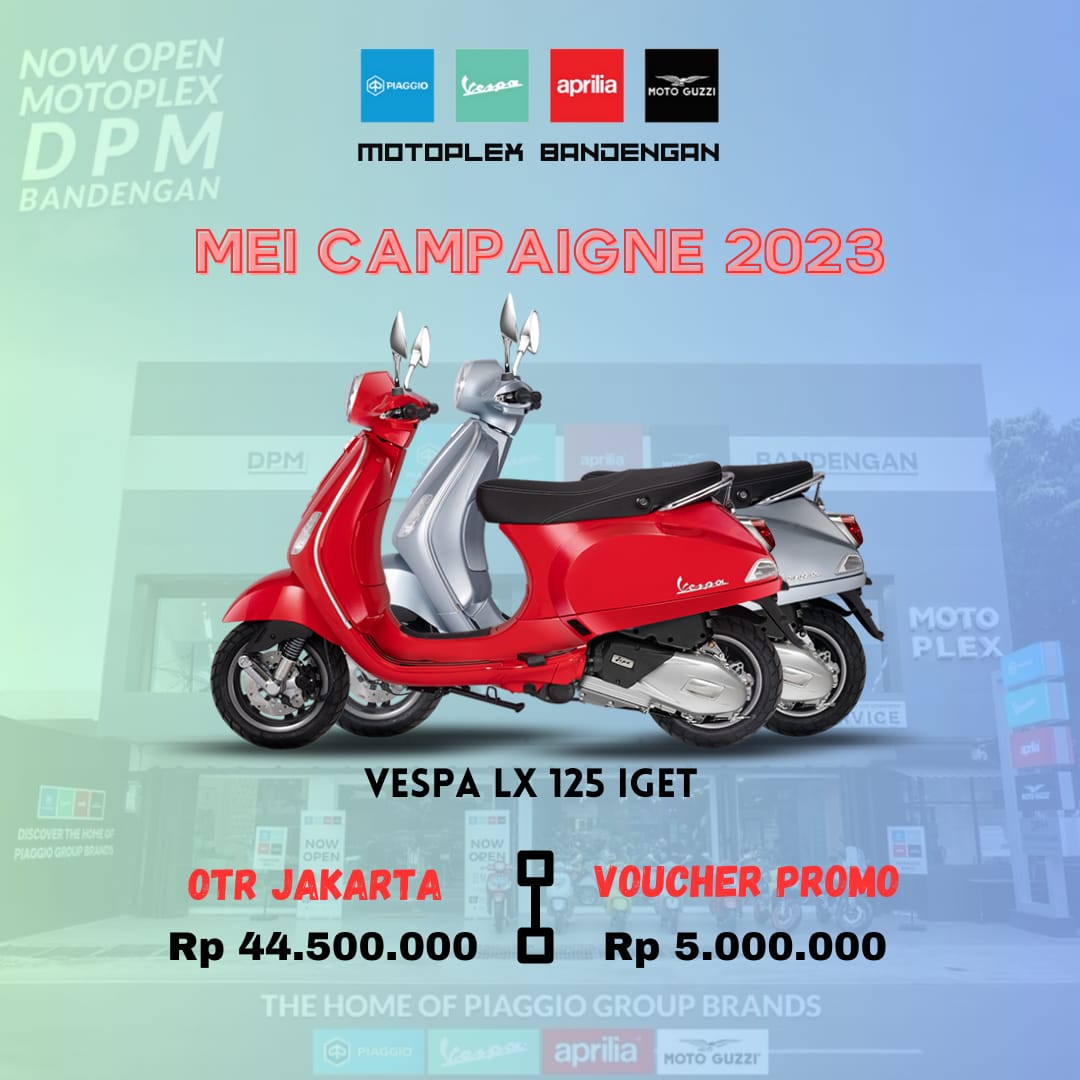 NOW OPEN
MOTOPLEX
DPM
BANDENGAN
PIAGGIO
Vespa
aprilia
MOTO GUZZI
MOTOPLEX BANDENGAN
MEI CAMPAIGNE 2023
DPM
aprilia
BANDENGAN
Vespa
MOTO
PLEX
VICE
aprilia
VESPA LX 125 IGET
DISCOVER THE HOME OF
PIAGGIO GROUP BRANDS
NOW
OPEN
NOW
OPEN
OTR JAKARTA
VOUCHER PROMO
Rp 44.500.000
Rp 5.000.000
THE HOME OF PIAGGIO GROUP BRANDS
PIAGGIO
Vespa
aprilia
MOTO GUZZI